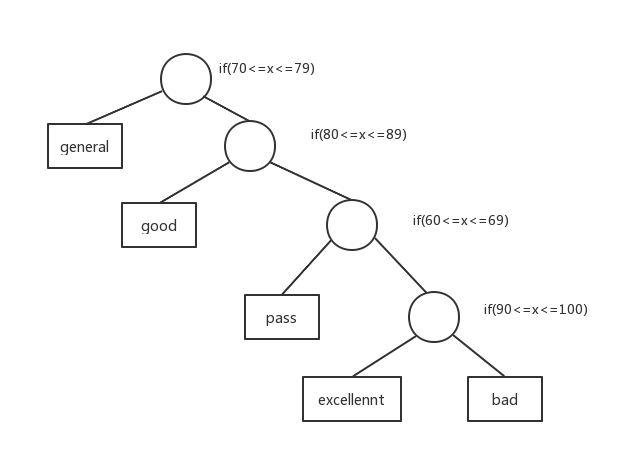 if(70<=x<=79)
general
if(80<=x<=89)
good
if(60<=x<=69)
pass
if(90<=x<=100)
excellennt
bad